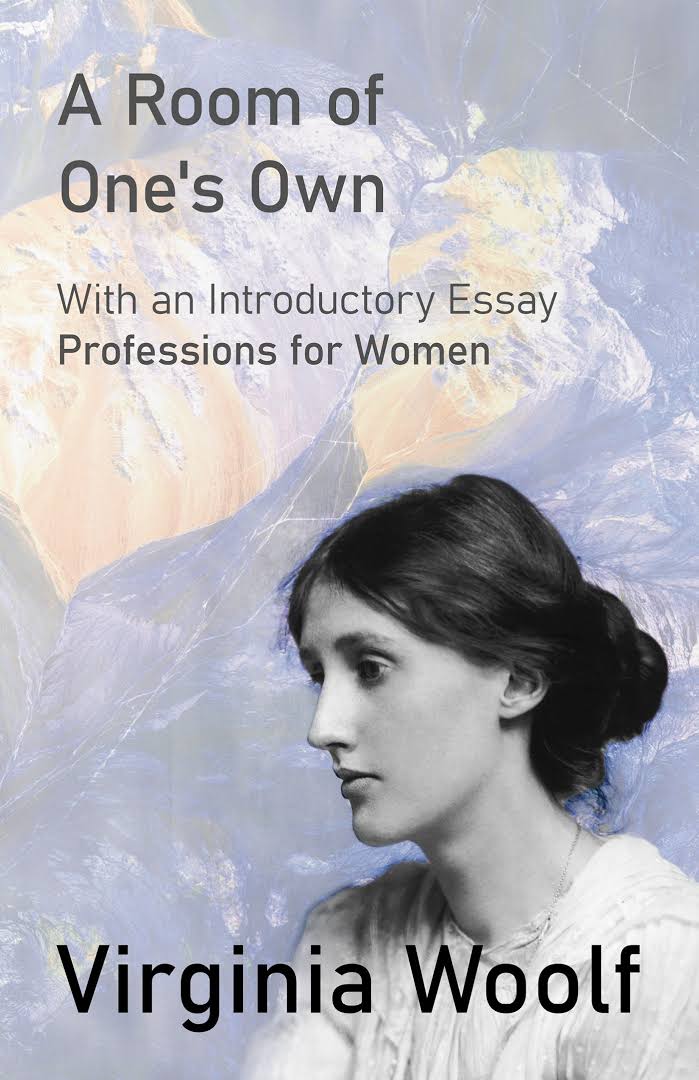 A Room of
One's Own
With an Introductory Essay
Professions for Women
Virginia Woolf